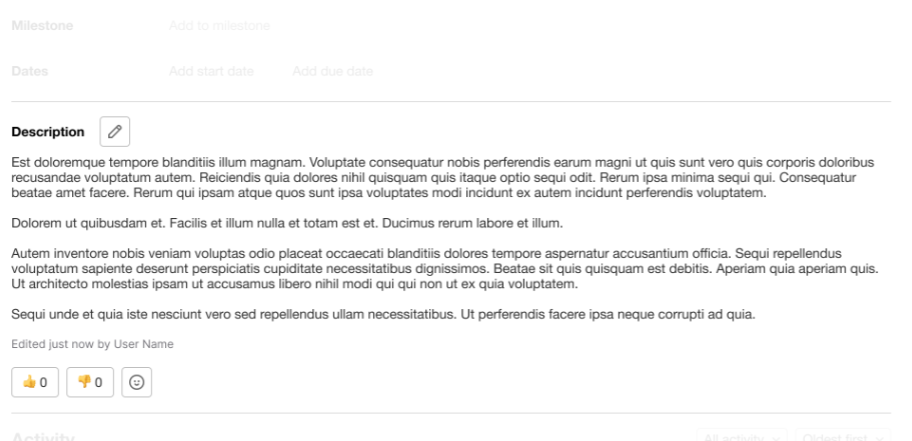 Milestone Add to milestone
Dates Add start date Add due date
Description
Est doloremque tempore blanditiis illum magnam. Voluptate consequatur nobis perferendis earum magni ut quis sunt vero quis corporis doloribus
recusandae voluptatum autem. Reiciendis quia dolores nihil quisquam quis itaque optio sequi odit. Rerum ipsa minima sequi qui. Consequatur
beatae amet facere. Rerum qui ipsam atque quos sunt ipsa voluptates modi incidunt ex autem incidunt perferendis voluptatem.
Dolorem ut quibusdam et. Facilis et illum nulla et totam est et. Ducimus rerum labore et illum.
Autem inventore nobis veniam voluptas odio placeat occaecati blanditiis dolores tempore aspernatur accusantium officia. Sequi repellendus
voluptatum sapiente deserunt perspiciatis cupiditate necessitatibus dignissimos. Beatae sit quis quisquam est debitis. Aperiam quia aperiam quis.
Ut architecto molestias ipsam ut accusamus libero nihil modi qui qui non ut ex quia voluptatem.
Sequi unde et quia iste nesciunt vero sed repellendus ullam necessitatibus. Ut perferendis facere ipsa neque corrupti ad quia.
Edited just now by User Name
👍 0 👎 0
Activity All activity Oldest first